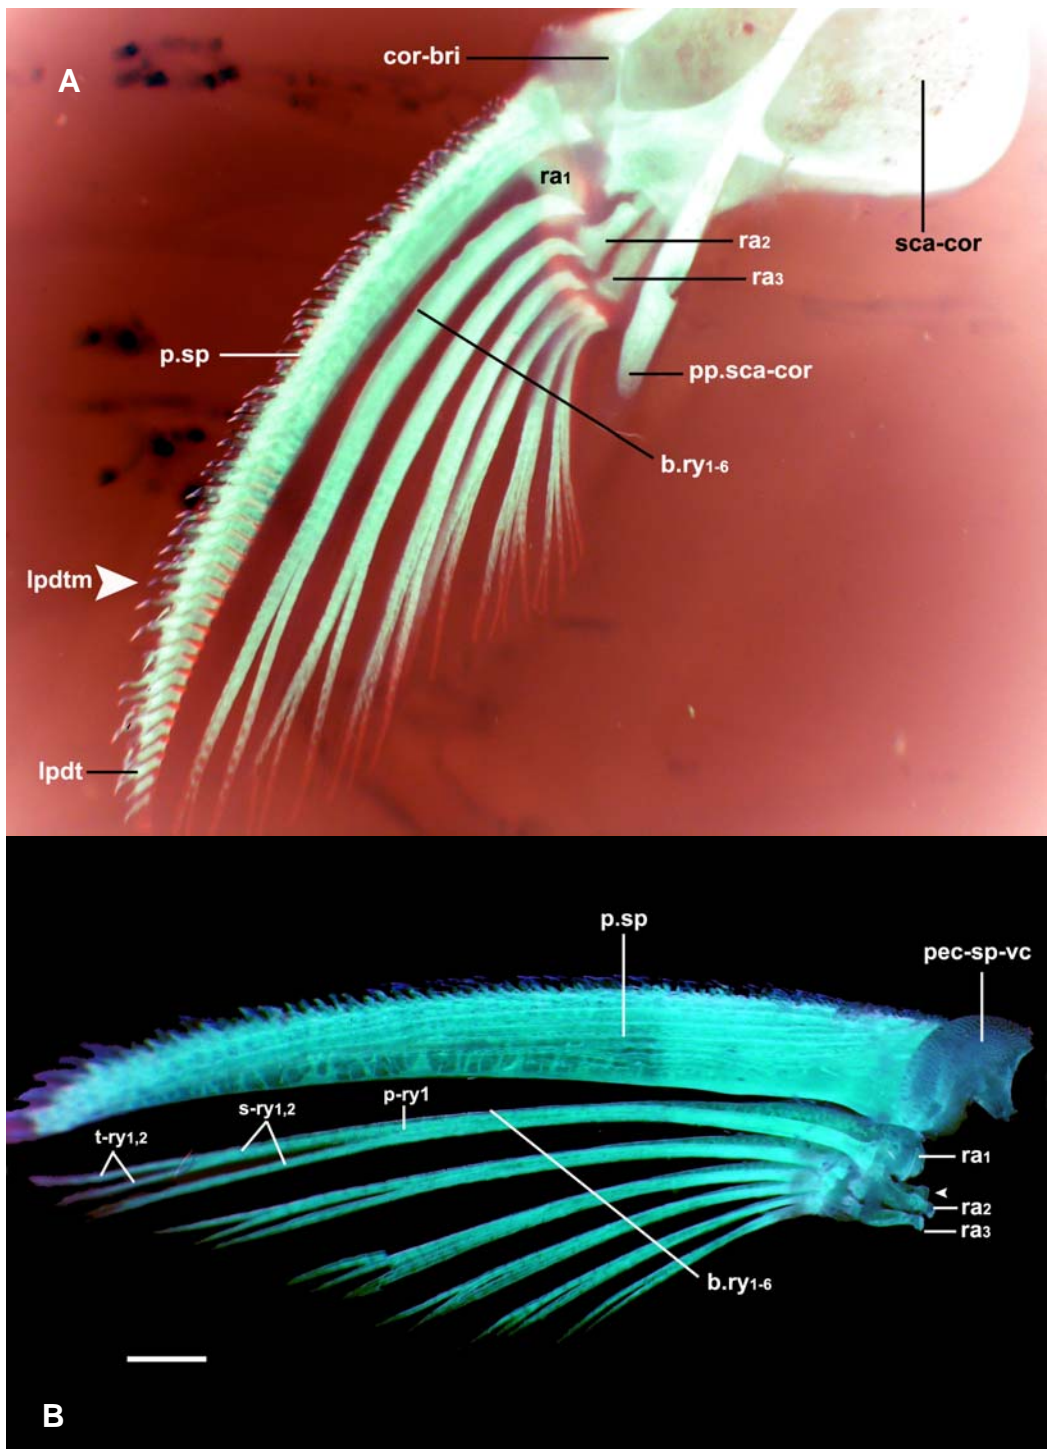 A
cor-bri
ra1
ra2
sca-cor
ra3
p.sp
pp.sca-cor
b.ry1-6
lpdtm
lpdt
p.sp
pec-sp-vc
p-ry1
s-ry1,2
t-ry1,2
ra1
ra2
ra3
b.ry1-6
B